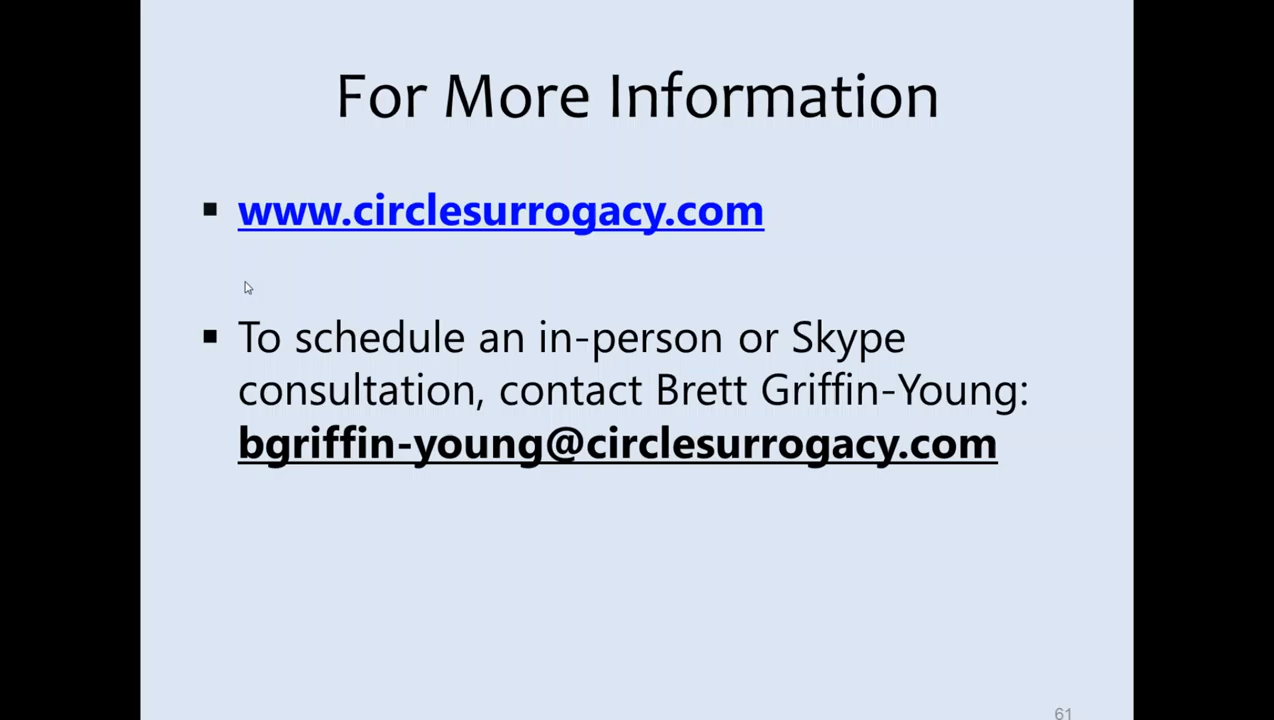 For More Information
▪ www.circlesurrogacy.com
▪ To schedule an in-person or Skype
consultation, contact Brett Griffin-Young:
bgriffin-young@circlesurrogacy.com
61